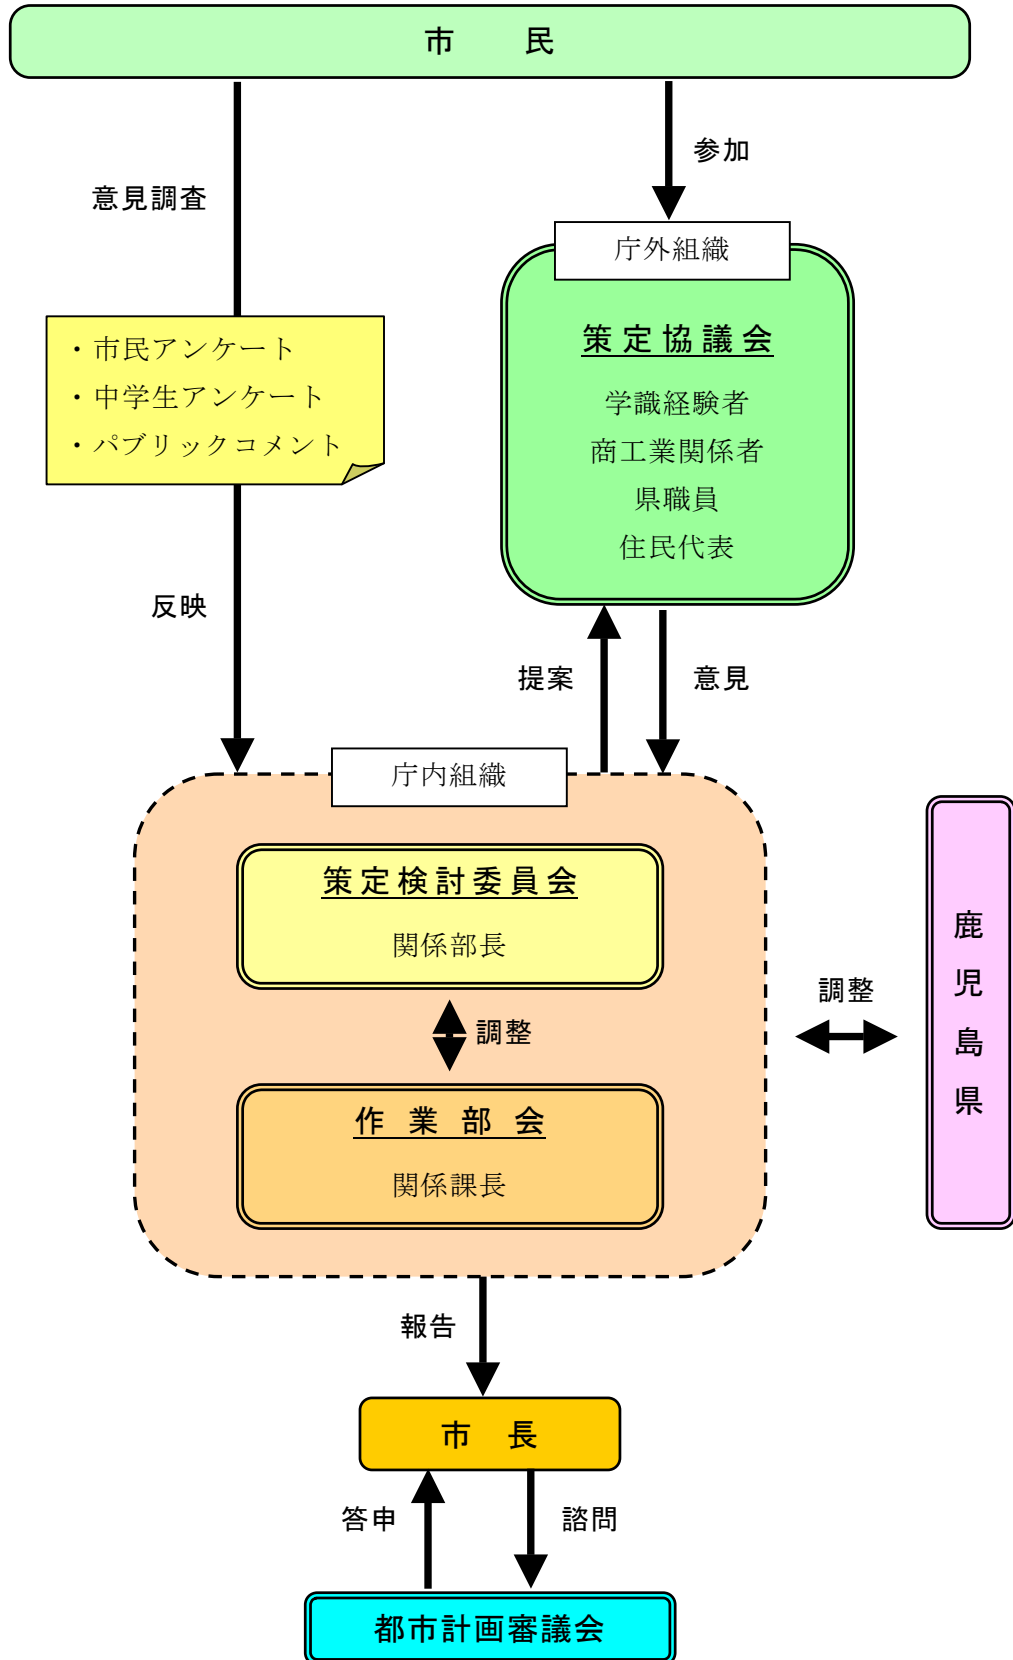 市　民
参加
意見調査
庁外組織
策定協議会
学識経験者
商工業関係者
県職員
住民代表
・市民アンケート
・中学生アンケート
・パブリックコメント
反映
提案
意見
庁内組織
策定検討委員会
関係部長
調整
作業部会
関係課長
調整
鹿児島県
報告
市長
答申
諮問
都市計画審議会